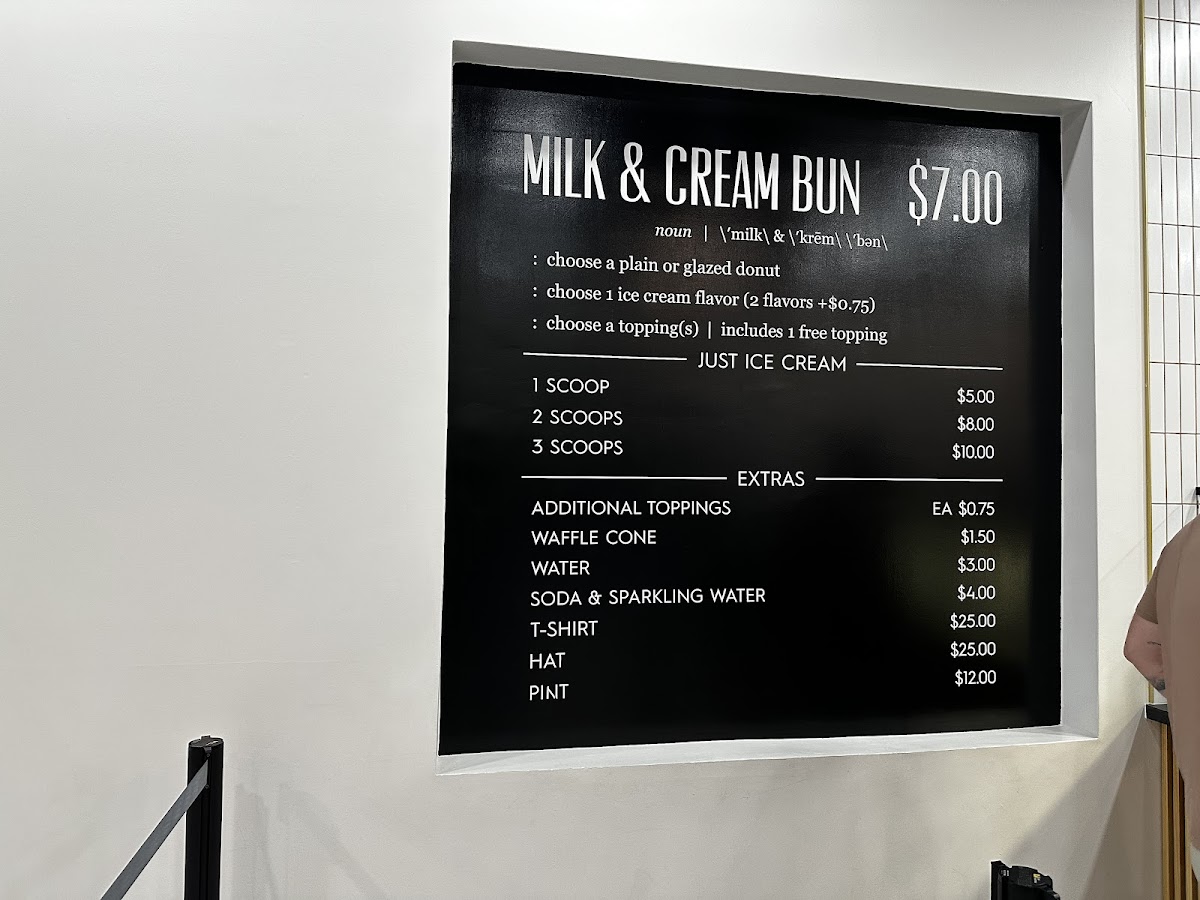 MILK & CREAM BUN $7.00
noun | \ˈmilk\ & \ˈkrēm\ \ˈbən\
: choose a plain or glazed donut
: choose 1 ice cream flavor (2 flavors +$0.75)
: choose a topping(s) | includes 1 free topping
JUST ICE CREAM
1 SCOOP $5.00
2 SCOOPS $8.00
3 SCOOPS $10.00
EXTRAS
ADDITIONAL TOPPINGS EA $0.75
WAFFLE CONE $1.50
WATER $3.00
SODA & SPARKLING WATER $4.00
T-SHIRT $25.00
HAT $25.00
PINT $12.00